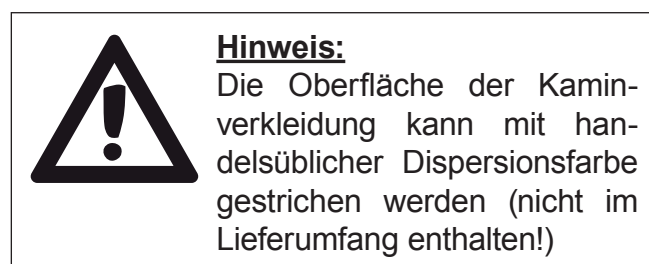 Hinweis:
Die Oberfläche der Kamin-
verkleidung kann mit han-
delsüblicher Dispersionsfarbe
gestrichen werden (nicht im
Lieferumfang enthalten!)